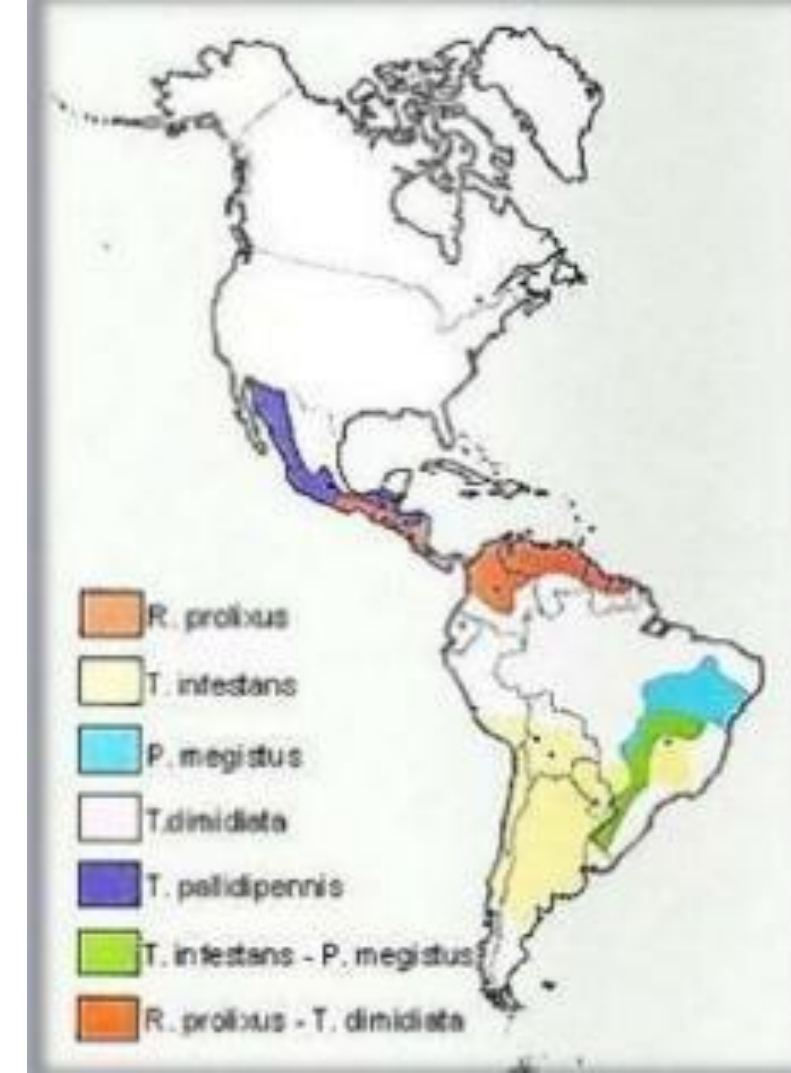 R. prolixus
T. infestans
P. megistus
T.dimidiata
T. pallidipennis
T. infestans - P. megistus
R. prolixus - T. dimidiata